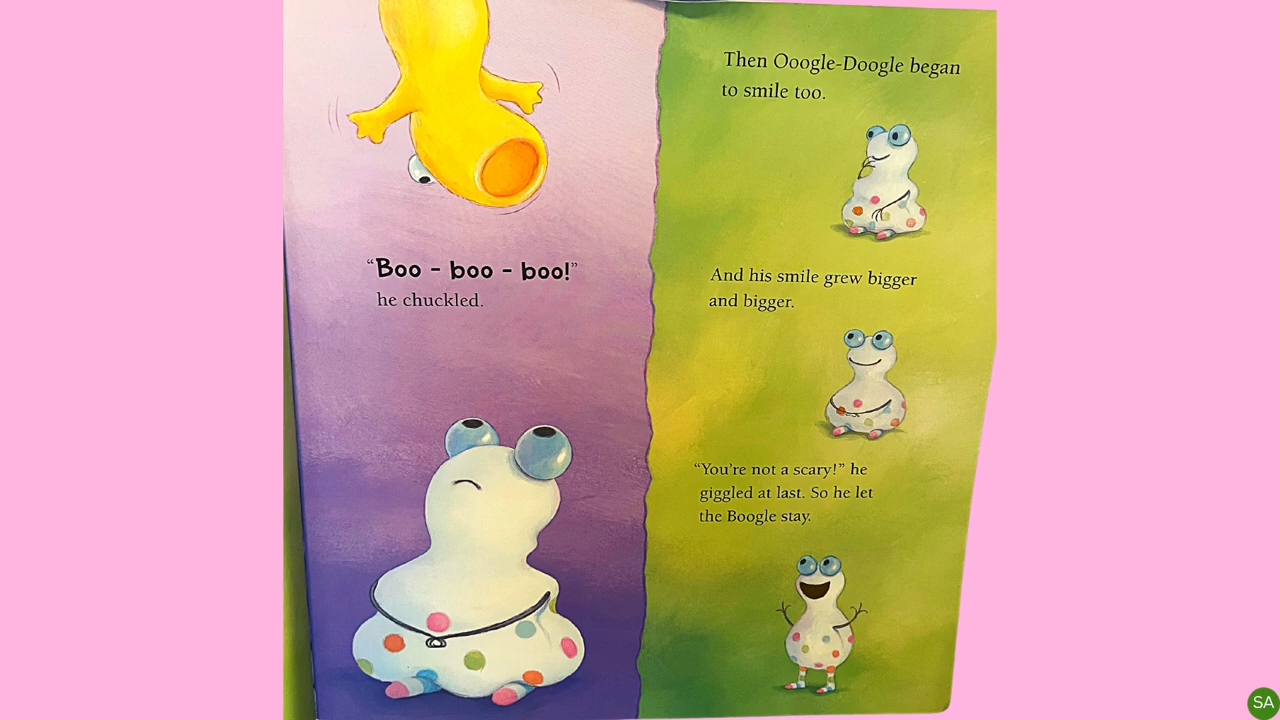 “Boo - boo - boo!”
he chuckled.
Then Ooogle-Doogle began
to smile too.
And his smile grew bigger
and bigger.
“You’re not a scary!” he
giggled at last. So he let
the Boogle stay.
SA